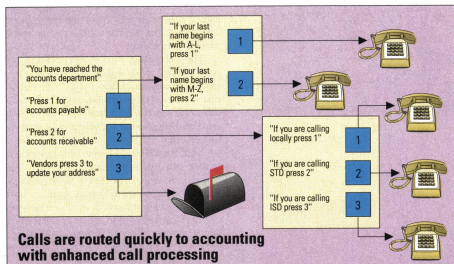 "You have reached the
accounts department"
"Press 1 for
accounts payable"
1
"Press 2 for
accounts receivable"
2
"Vendors press 3 to
update your address"
3
"If your last
name begins
with A-L,
press 1"
1
"If your last
name begins
with M-Z,
press 2"
2
"If you are calling
locally press 1"
1
"If you are calling
STD press 2"
2
"If you are calling
ISD press 3"
3
Calls are routed quickly to accounting
with enhanced call processing